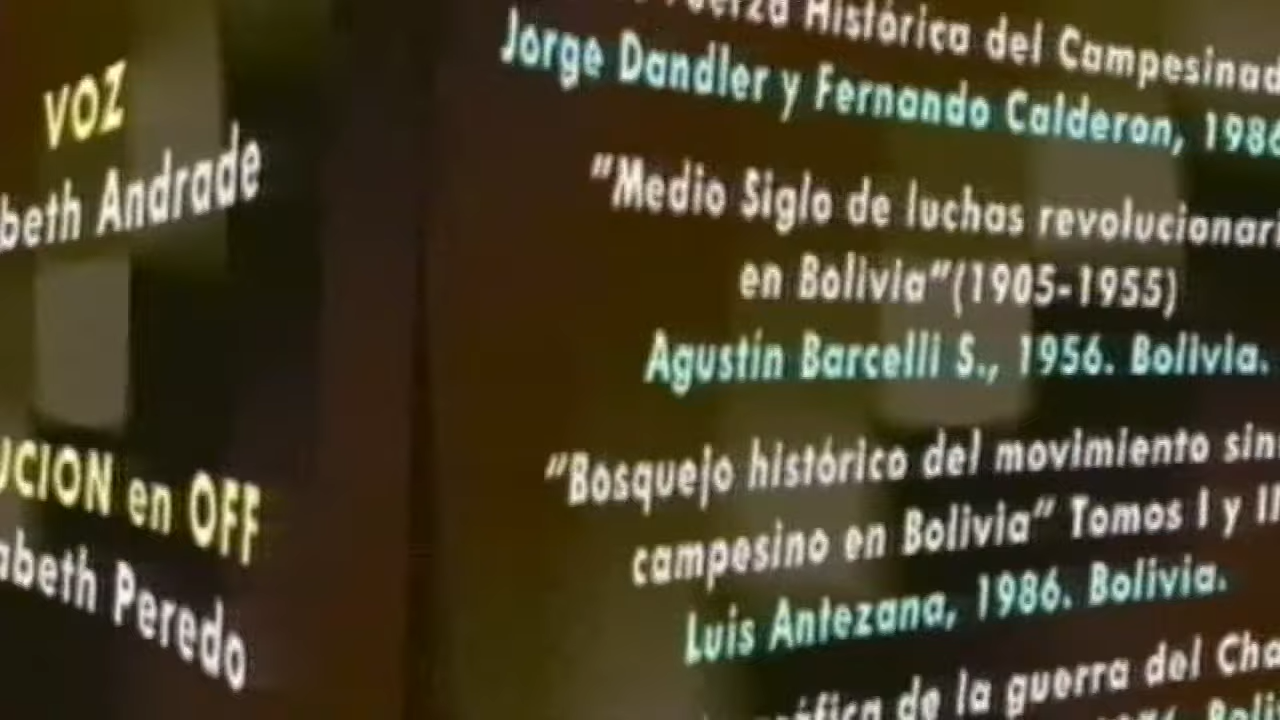 VOZ
beth Andrade
UCION en OFF
abeth Peredo
Histórica del Campesinad
Jorge Dandler y Fernando Calderon, 1986
"Medio Siglo de luchas revolucionari
en Bolivia"(1905-1955)
Agustín Barcelli S., 1956. Bolivia.
"Bosquejo histórico del movimiento sin
campesino en Bolivia" Tomos I y II
Luis Antezana, 1986. Bolivia.
de la guerra del Cha